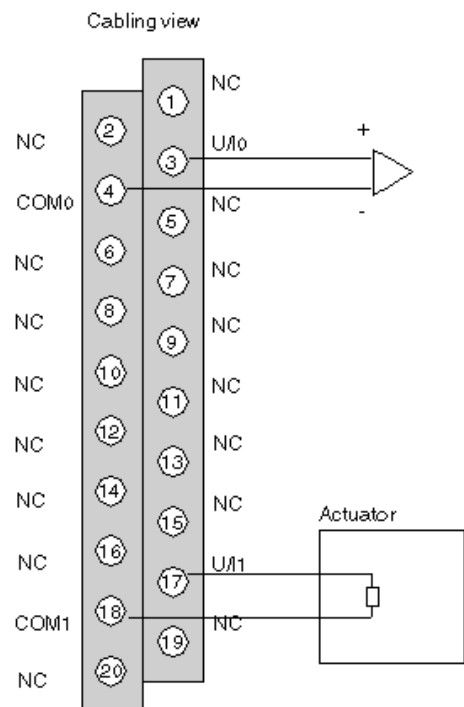 Cabling view
NC
1
2
NC
U/I0
+
3
4
COM0
NC
-
5
6
NC
NC
7
8
NC
NC
9
10
NC
NC
11
12
NC
NC
13
14
NC
NC
15
Actuator
16
NC
U/I1
17
18
COM1
NC
19
20
NC